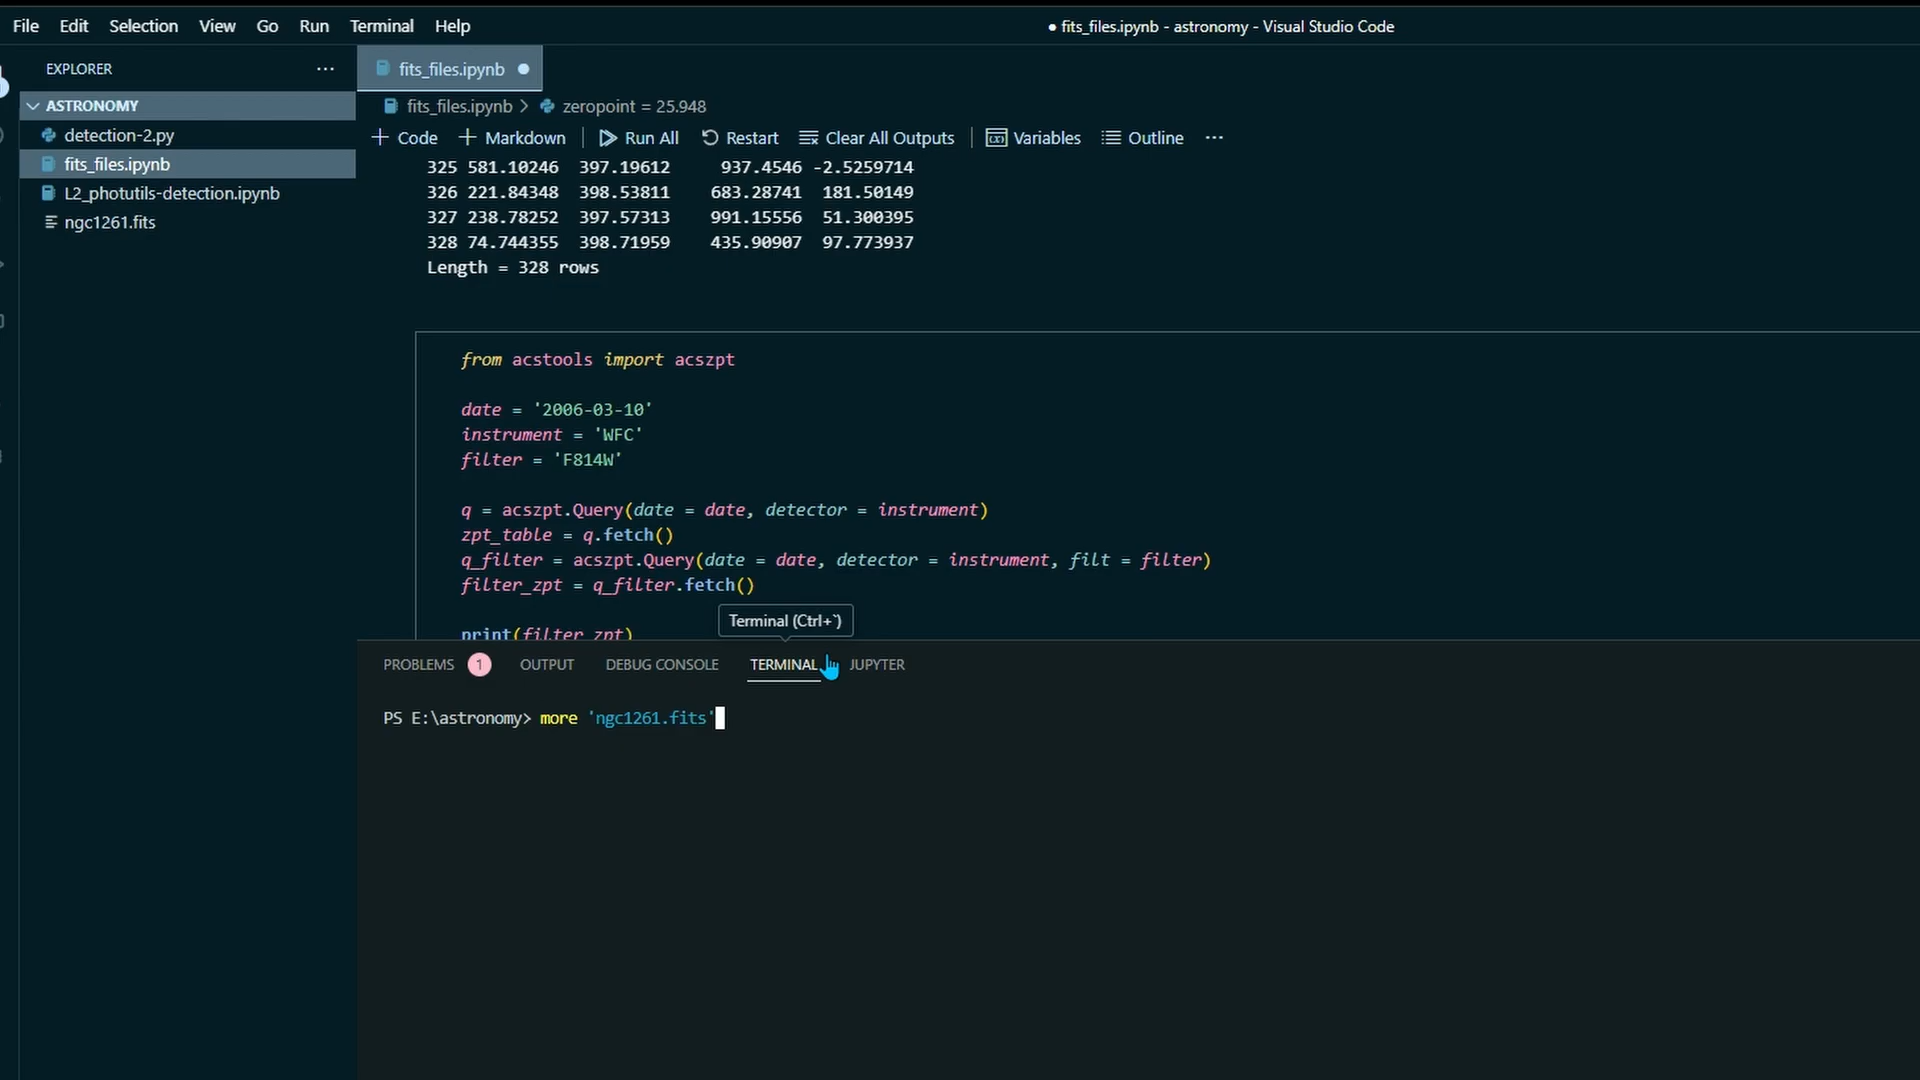 File Edit Selection View Go Run Terminal Help
● fits_files.ipynb - astronomy - Visual Studio Code
EXPLORER
ASTRONOMY
detection-2.py
fits_files.ipynb
L2_photutils-detection.ipynb
ngc1261.fits
fits_files.ipynb ●
fits_files.ipynb > zeropoint = 25.948
+ Code + Markdown | Run All Restart Clear All Outputs | Variables Outline ···
325 581.10246 397.19612 937.4546 -2.5259714
326 221.84348 398.53811 683.28741 181.50149
327 238.78252 397.57313 991.15556 51.300395
328 74.744355 398.71959 435.90907 97.773937
Length = 328 rows
from acstools import acszpt
date = '2006-03-10'
instrument = 'WFC'
filter = 'F814W'
q = acszpt.Query(date = date, detector = instrument)
zpt_table = q.fetch()
q_filter = acszpt.Query(date = date, detector = instrument, filt = filter)
filter_zpt = q_filter.fetch()
print(filter_zpt)
Terminal (Ctrl+`)
PROBLEMS 1 OUTPUT DEBUG CONSOLE TERMINAL JUPYTER
PS E:\astronomy> more 'ngc1261.fits'